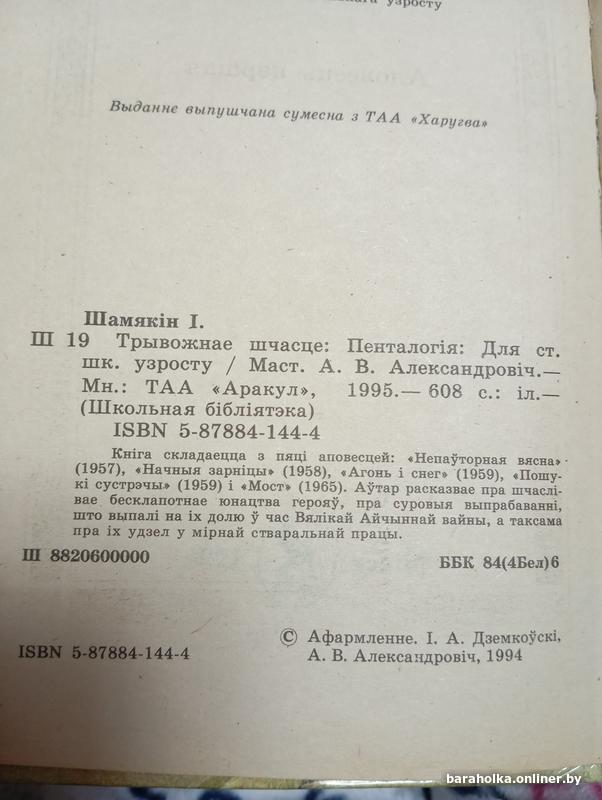 узросту
Выданне выпушчана сумесна з ТАА «Харугва»
Шамякін І.
Ш 19 Трывожнае шчасце: Пенталогія: Для ст.
шк. узросту / Маст. А. В. Александровіч.—
Мн.: ТАА «Аракул», 1995.— 608 с.: іл.—
(Школьная бібліятэка)
ISBN 5-87884-144-4
Кніга складаецца з пяці аповесцей: «Непаўторная вясна»
(1957), «Начныя зарніцы» (1958), «Агонь і снег» (1959), «Пошу-
кі сустрэчы» (1959) і «Мост» (1965). Аўтар расказвае пра шчаслі-
вае бесклапотнае юнацтва герояў, пра суровыя выпрабаванні,
што выпалі на іх долю ў час Вялікай Айчыннай вайны, а таксама
пра іх удзел у мірнай стваральнай працы.
Ш 8820600000 ББК 84(4Бел)6
ISBN 5-87884-144-4
© Афармленне. І. А. Дземкоўскі,
А. В. Александровіч, 1994
baraholka.onliner.by